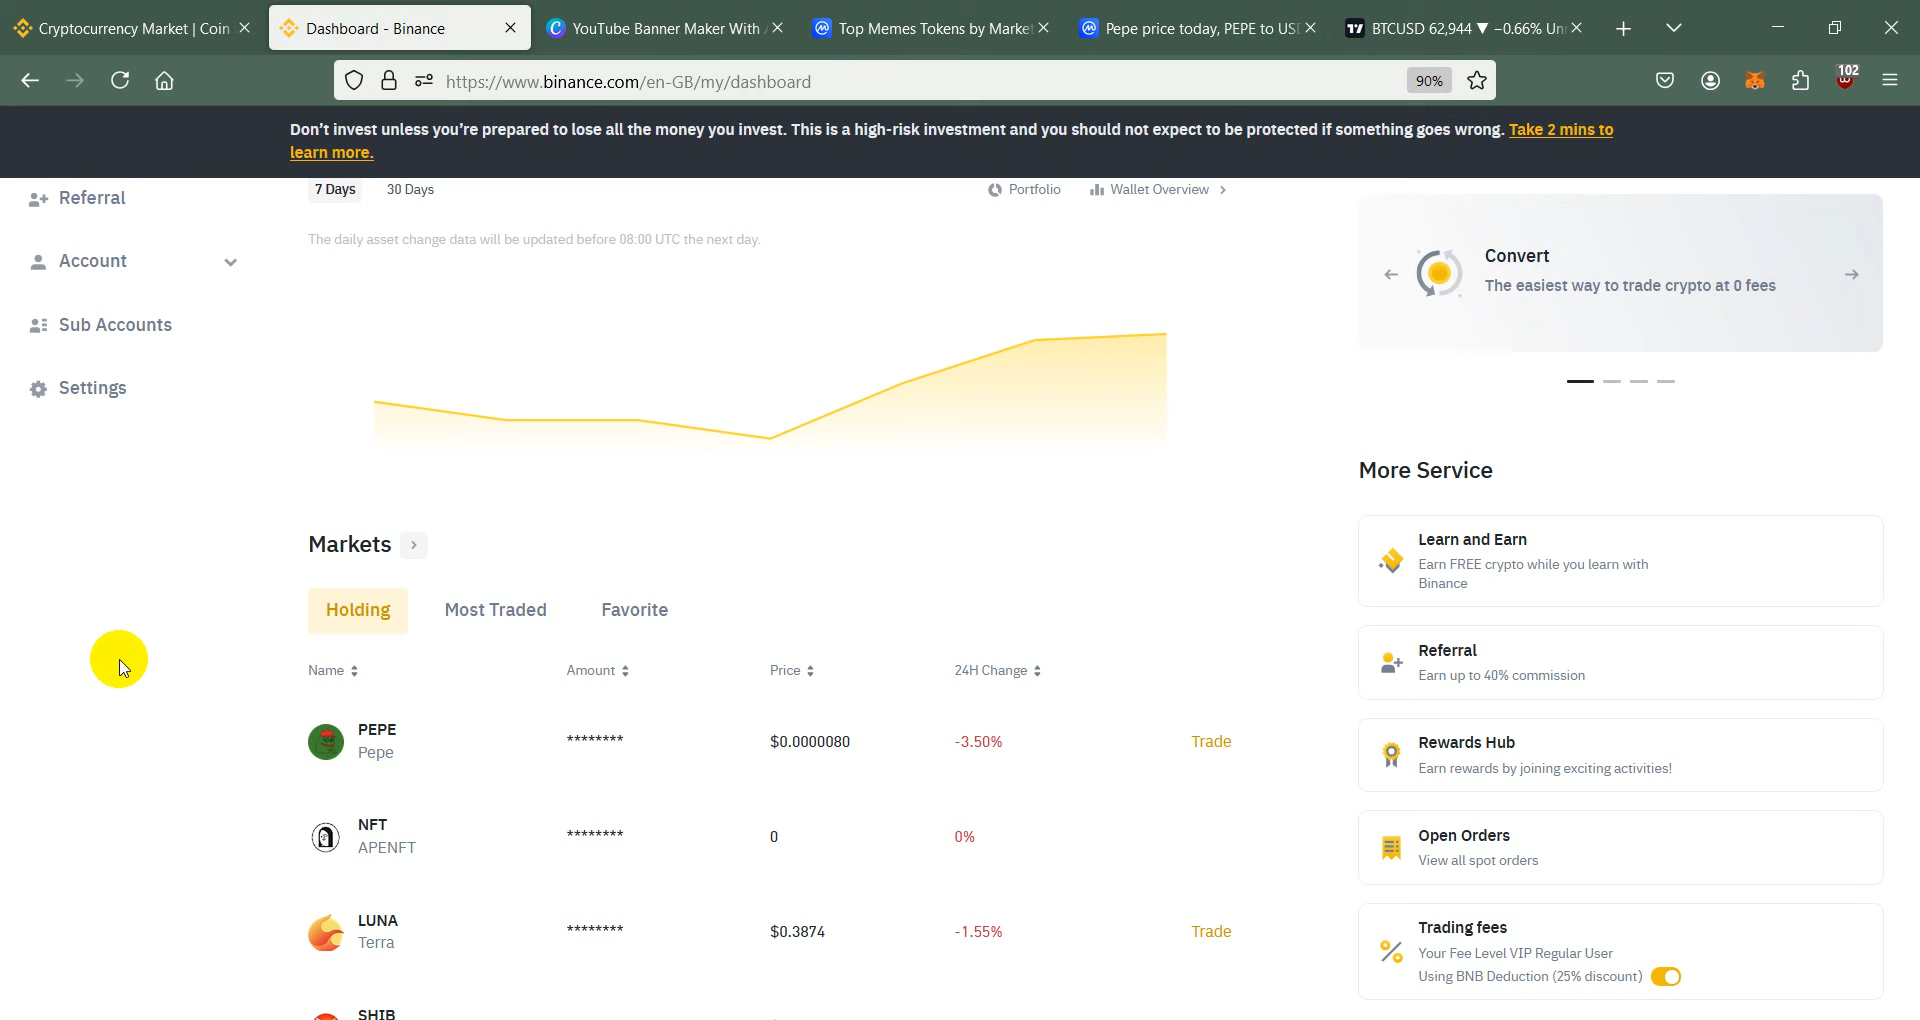 Cryptocurrency Market | Coin
Dashboard - Binance
YouTube Banner Maker With
Top Memes Tokens by Market
Pepe price today, PEPE to US
BTCUSD 62,944 ▼ −0.66% Un
https://www.binance.com/en-GB/my/dashboard
90%
102
Don't invest unless you're prepared to lose all the money you invest. This is a high-risk investment and you should not expect to be protected if something goes wrong. Take 2 mins to
learn more.
Referral
Account
Sub Accounts
Settings
7 Days
30 Days
Portfolio
Wallet Overview
The daily asset change data will be updated before 08:00 UTC the next day.
Markets
Holding
Most Traded
Favorite
Name
Amount
Price
24H Change
PEPE
Pepe
********
$0.0000080
-3.50%
Trade
NFT
APENFT
********
0
0%
LUNA
Terra
********
$0.3874
-1.55%
Trade
SHIB
Convert
The easiest way to trade crypto at 0 fees
More Service
Learn and Earn
Earn FREE crypto while you learn with
Binance
Referral
Earn up to 40% commission
Rewards Hub
Earn rewards by joining exciting activities!
Open Orders
View all spot orders
Trading fees
Your Fee Level VIP Regular User
Using BNB Deduction (25% discount)